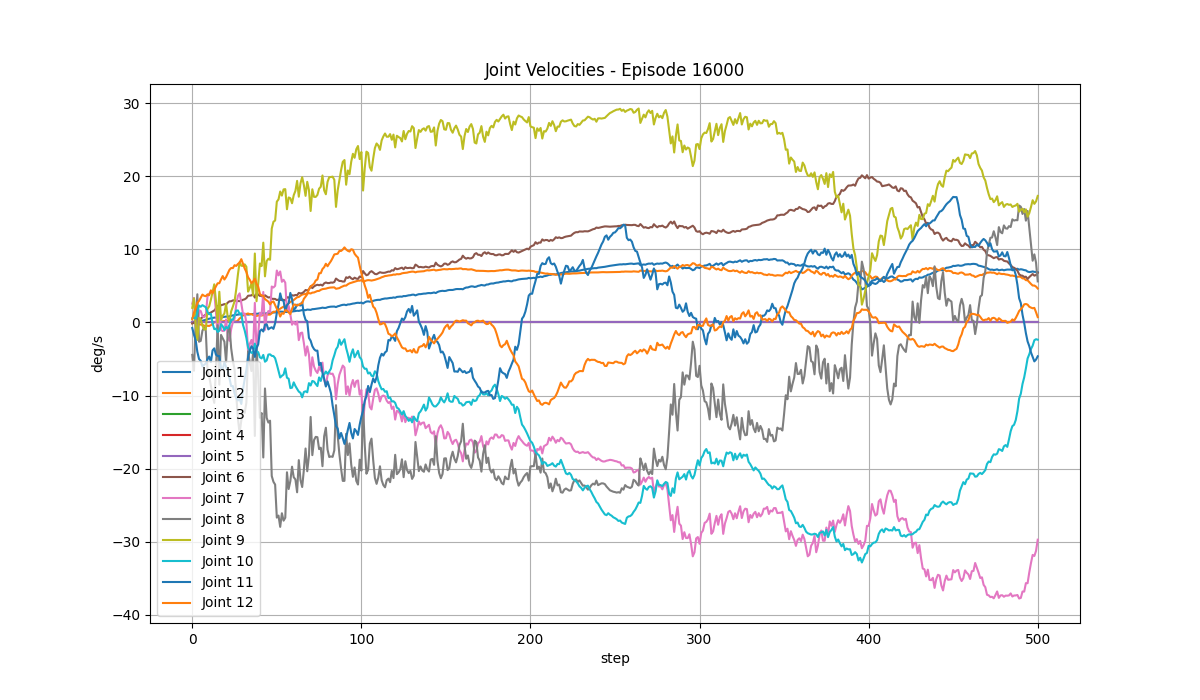 Joint Velocities - Episode 16000
deg/s
30
20
10
0
−10
−20
−30
−40
Joint 1
Joint 2
Joint 3
Joint 4
Joint 5
Joint 6
Joint 7
Joint 8
Joint 9
Joint 10
Joint 11
Joint 12
0 100 200 300 400 500
step